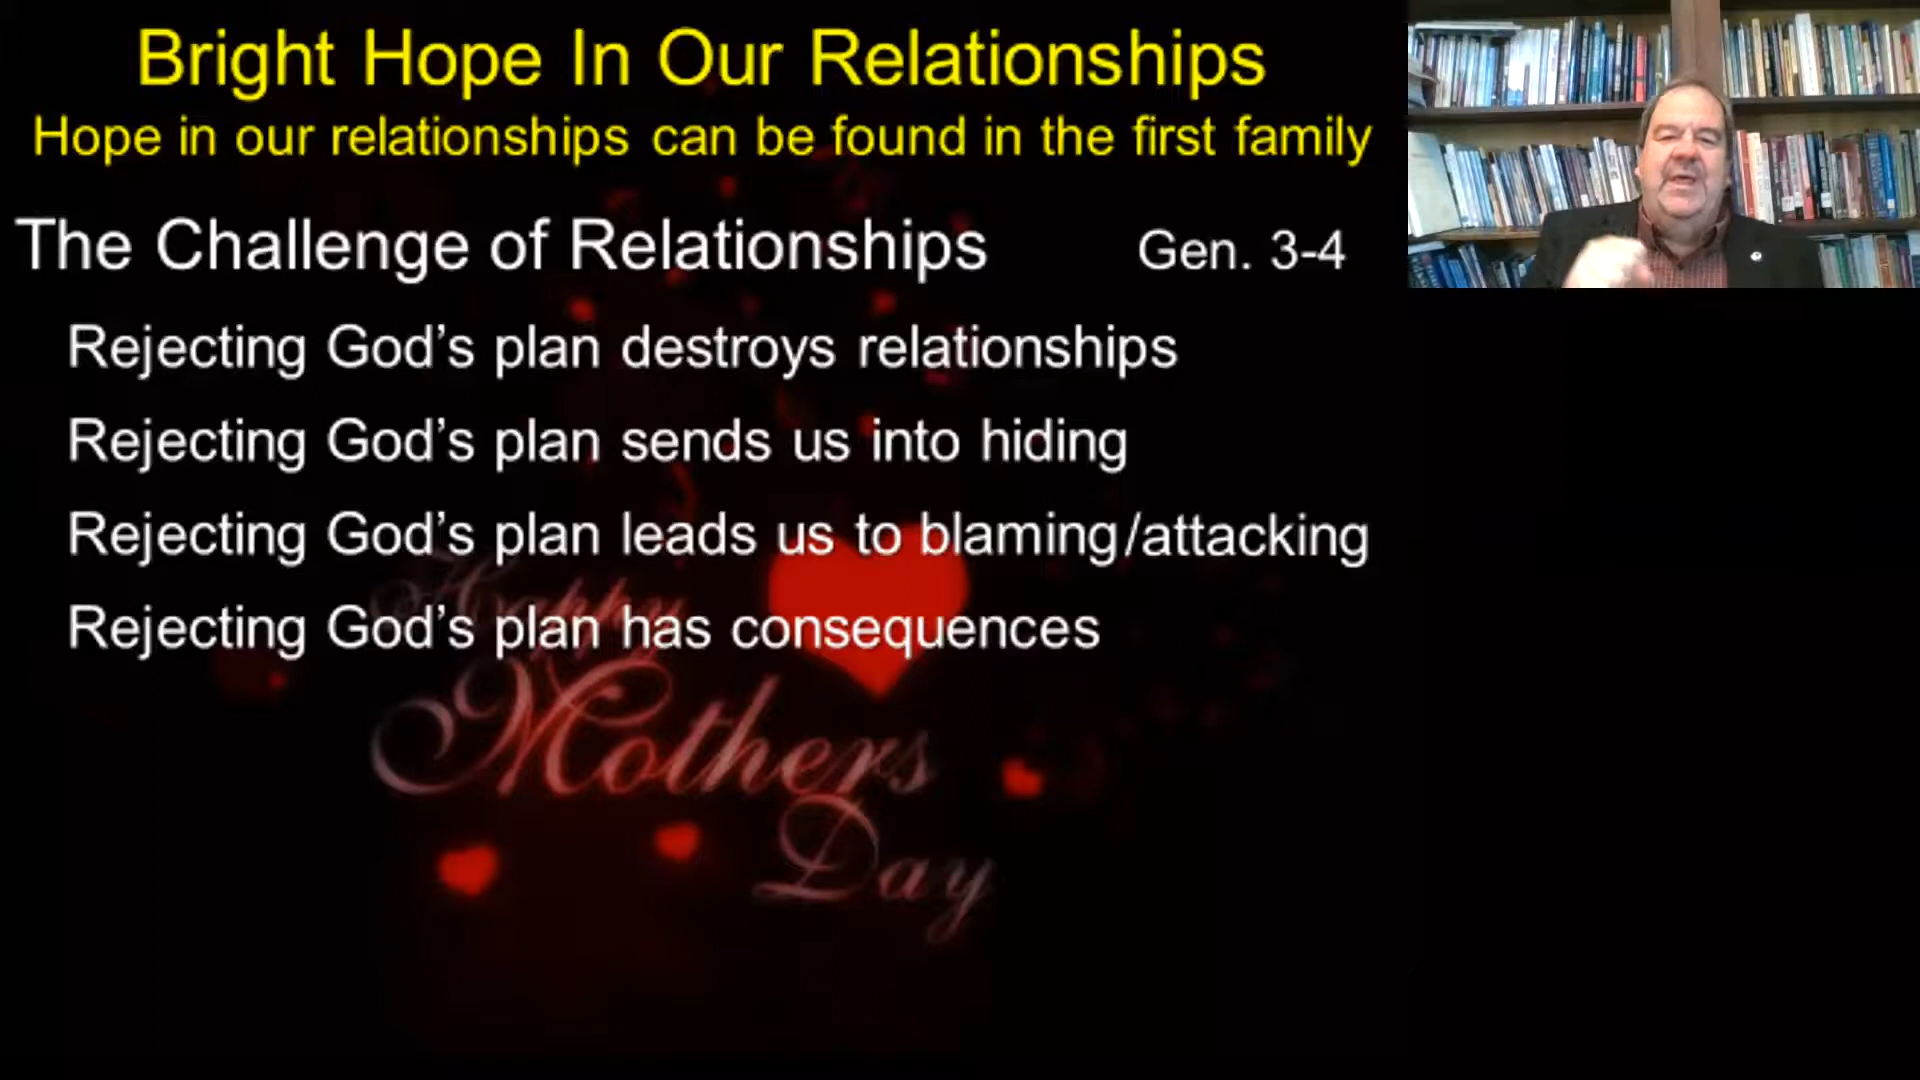 Bright Hope In Our Relationships
Hope in our relationships can be found in the first family
The Challenge of Relationships Gen. 3-4
Rejecting God’s plan destroys relationships
Rejecting God’s plan sends us into hiding
Rejecting God’s plan leads us to blaming/attacking
Rejecting God’s plan has consequences
Happy
Mothers
Day